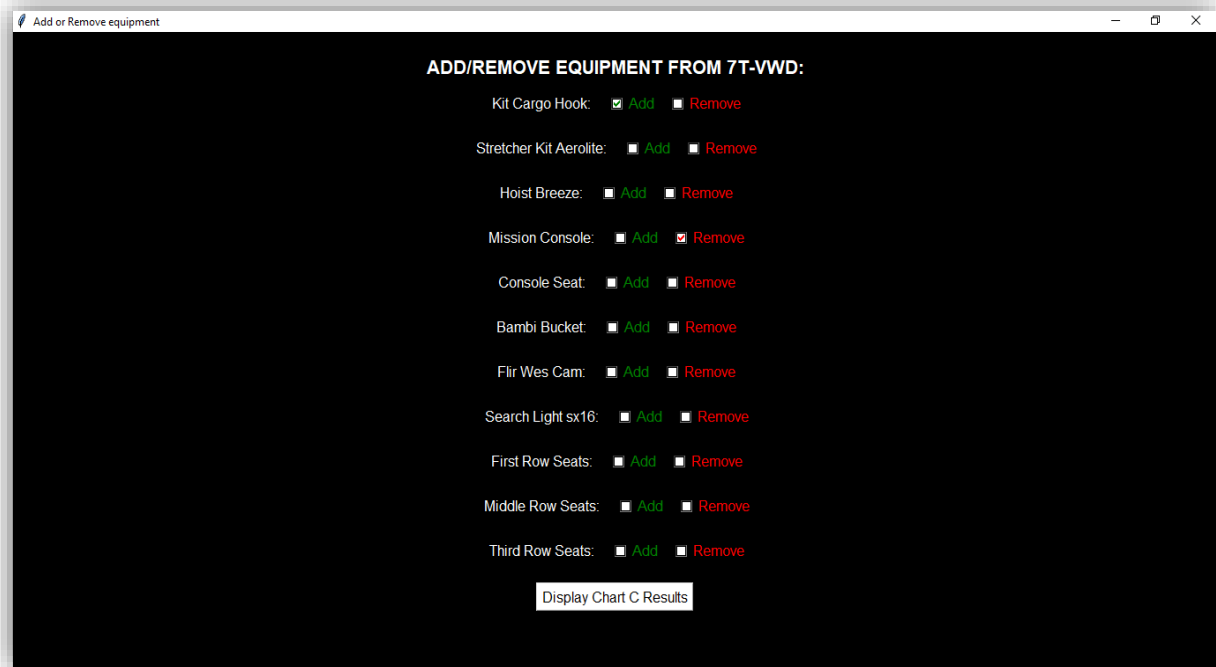 Add or Remove equipment
ADD/REMOVE EQUIPMENT FROM 7T-VWD:
Kit Cargo Hook: Add Remove
Stretcher Kit Aerolite: Add Remove
Hoist Breeze: Add Remove
Mission Console: Add Remove
Console Seat: Add Remove
Bambi Bucket: Add Remove
Flir Wes Cam: Add Remove
Search Light sx16: Add Remove
First Row Seats: Add Remove
Middle Row Seats: Add Remove
Third Row Seats: Add Remove
Display Chart C Results